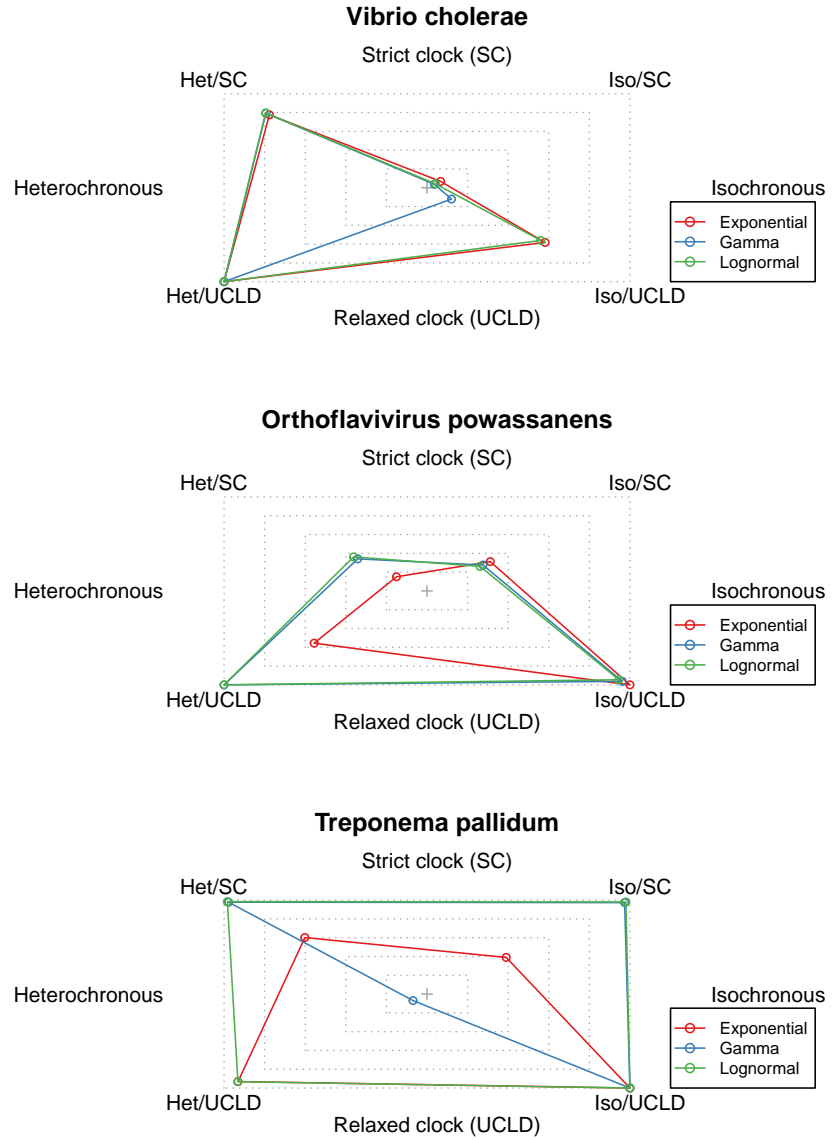 Vibrio cholerae
Strict clock (SC)
Het/SC Iso/SC
Heterochronous Isochronous
Exponential
Gamma
Lognormal
Het/UCLD Iso/UCLD
Relaxed clock (UCLD)
Orthoflavivirus powassanens
Strict clock (SC)
Het/SC Iso/SC
Heterochronous Isochronous
Exponential
Gamma
Lognormal
Het/UCLD Iso/UCLD
Relaxed clock (UCLD)
Treponema pallidum
Strict clock (SC)
Het/SC Iso/SC
Heterochronous Isochronous
Exponential
Gamma
Lognormal
Het/UCLD Iso/UCLD
Relaxed clock (UCLD)